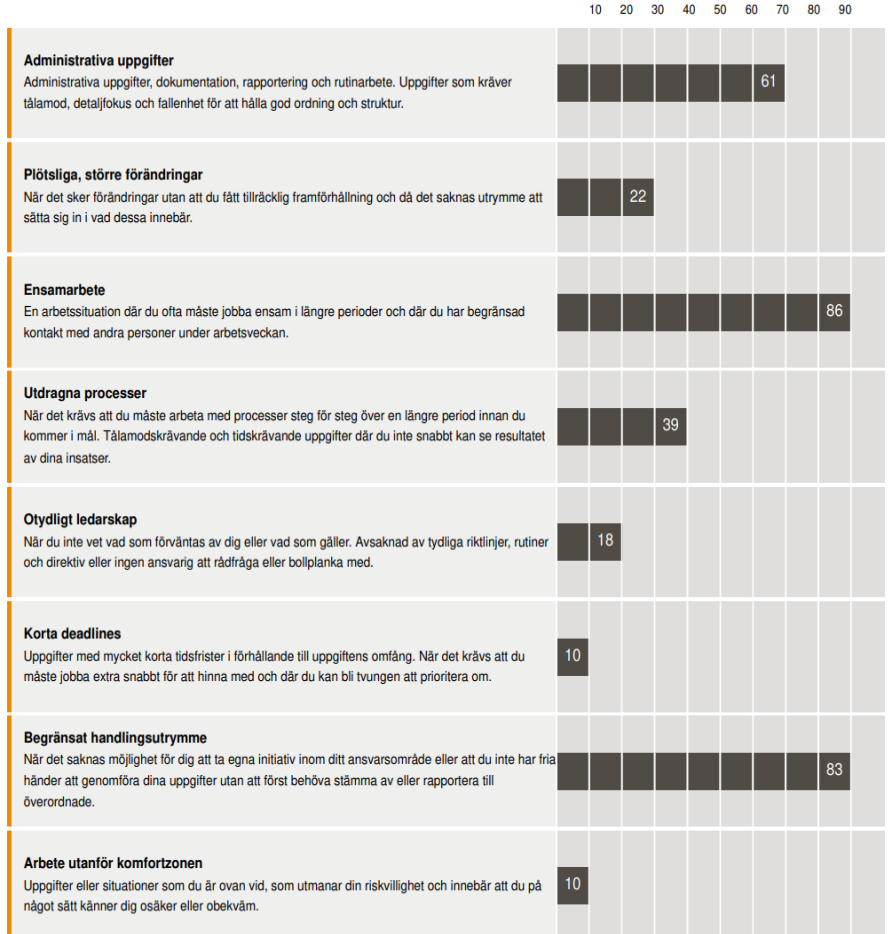 10 20 30 40 50 60 70 80 90
Administrativa uppgifter
Administrativa uppgifter, dokumentation, rapportering och rutinarbete. Uppgifter som kräver
tålamod, detaljfokus och fallenhet för att hålla god ordning och struktur.
61
Plötsliga, större förändringar
När det sker förändringar utan att du fått tillräcklig framförhållning och då det saknas utrymme att
sätta sig in i vad dessa innebär.
22
Ensamarbete
En arbetssituation där du ofta måste jobba ensam i längre perioder och där du har begränsad
kontakt med andra personer under arbetsveckan.
86
Utdragna processer
När det krävs att du måste arbeta med processer steg för steg över en längre period innan du
kommer i mål. Tålamodskrävande och tidskrävande uppgifter där du inte snabbt kan se resultatet
av dina insatser.
39
Otydligt ledarskap
När du inte vet vad som förväntas av dig eller vad som gäller. Avsaknad av tydliga riktlinjer, rutiner
och direktiv eller ingen ansvarig att rådfråga eller bollplanka med.
18
Korta deadlines
Uppgifter med mycket korta tidsfrister i förhållande till uppgiftens omfång. När det krävs att du
måste jobba extra snabbt för att hinna med och där du kan bli tvungen att prioritera om.
10
Begränsat handlingsutrymme
När det saknas möjlighet för dig att ta egna initiativ inom ditt ansvarsområde eller att du inte har fria
händer att genomföra dina uppgifter utan att först behöva stämma av eller rapportera till
överordnade.
83
Arbete utanför komfortzonen
Uppgifter eller situationer som du är ovan vid, som utmanar din riskvillighet och innebär att du på
något sätt känner dig osäker eller obekväm.
10